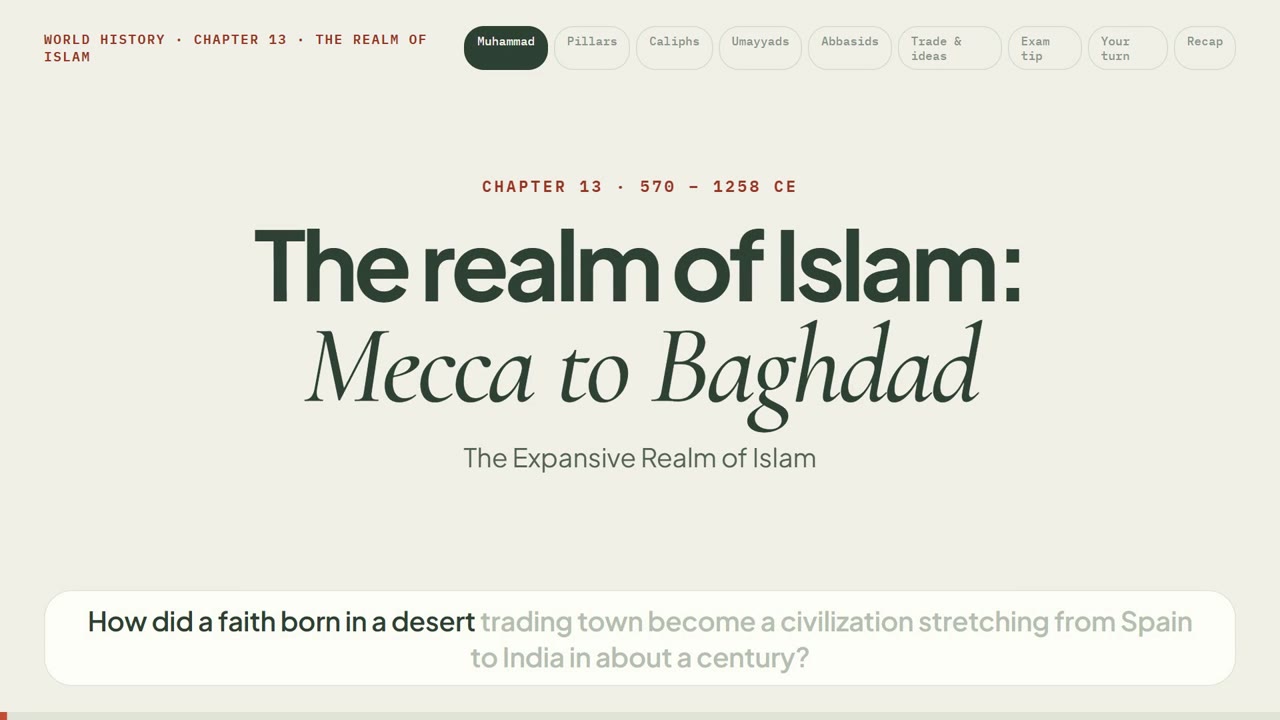 WORLD HISTORY · CHAPTER 13 · THE REALM OF
ISLAM
Muhammad
Pillars
Caliphs
Umayyads
Abbasids
Trade &
ideas
Exam
tip
Your
turn
Recap
CHAPTER 13 · 570 – 1258 CE
The realm of Islam:
Mecca to Baghdad
The Expansive Realm of Islam
How did a faith born in a desert trading town become a civilization stretching from Spain
to India in about a century?